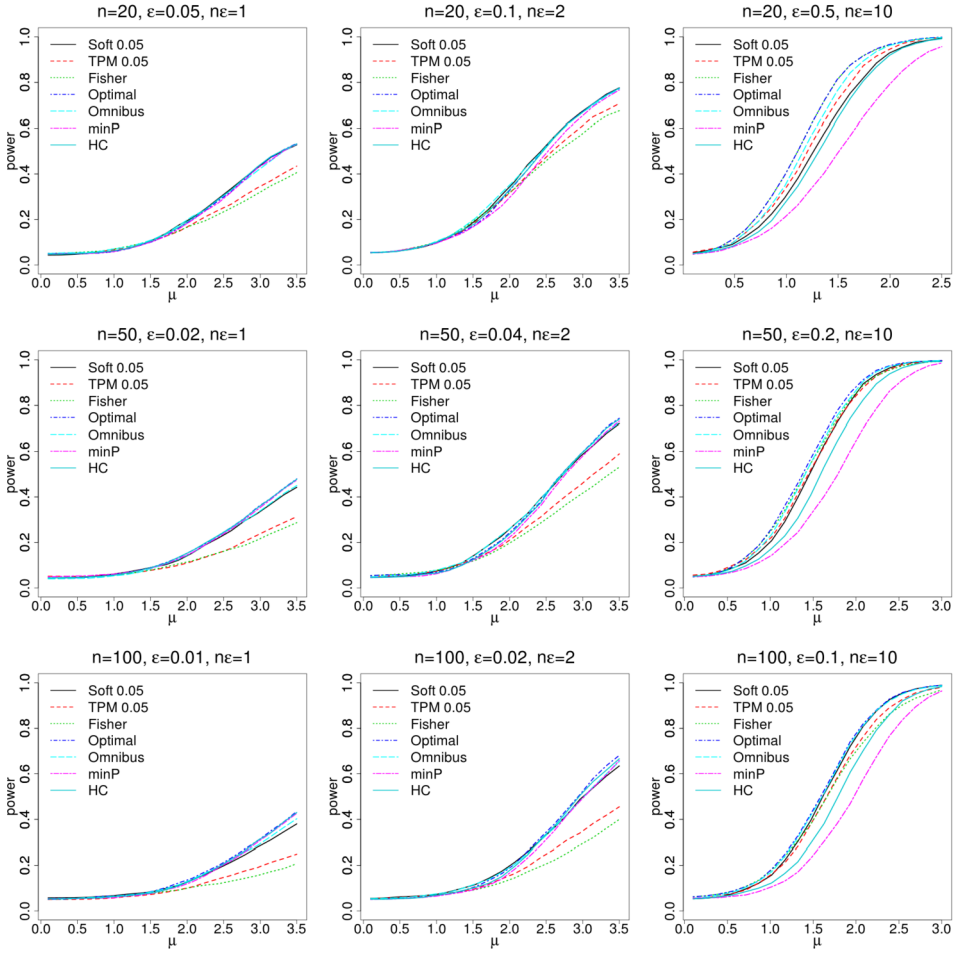 n=20, ε=0.05, nε=1
power
0.0 0.2 0.4 0.6 0.8 1.0
Soft 0.05
TPM 0.05
Fisher
Optimal
Omnibus
minP
HC
0.0 0.5 1.0 1.5 2.0 2.5 3.0 3.5
μ
n=20, ε=0.1, nε=2
power
0.0 0.2 0.4 0.6 0.8 1.0
Soft 0.05
TPM 0.05
Fisher
Optimal
Omnibus
minP
HC
0.0 0.5 1.0 1.5 2.0 2.5 3.0 3.5
μ
n=20, ε=0.5, nε=10
power
0.0 0.2 0.4 0.6 0.8 1.0
Soft 0.05
TPM 0.05
Fisher
Optimal
Omnibus
minP
HC
0.5 1.0 1.5 2.0 2.5
μ
n=50, ε=0.02, nε=1
power
0.0 0.2 0.4 0.6 0.8 1.0
Soft 0.05
TPM 0.05
Fisher
Optimal
Omnibus
minP
HC
0.0 0.5 1.0 1.5 2.0 2.5 3.0 3.5
μ
n=50, ε=0.04, nε=2
power
0.0 0.2 0.4 0.6 0.8 1.0
Soft 0.05
TPM 0.05
Fisher
Optimal
Omnibus
minP
HC
0.0 0.5 1.0 1.5 2.0 2.5 3.0 3.5
μ
n=50, ε=0.2, nε=10
power
0.0 0.2 0.4 0.6 0.8 1.0
Soft 0.05
TPM 0.05
Fisher
Optimal
Omnibus
minP
HC
0.0 0.5 1.0 1.5 2.0 2.5 3.0
μ
n=100, ε=0.01, nε=1
power
0.0 0.2 0.4 0.6 0.8 1.0
Soft 0.05
TPM 0.05
Fisher
Optimal
Omnibus
minP
HC
0.0 0.5 1.0 1.5 2.0 2.5 3.0 3.5
μ
n=100, ε=0.02, nε=2
power
0.0 0.2 0.4 0.6 0.8 1.0
Soft 0.05
TPM 0.05
Fisher
Optimal
Omnibus
minP
HC
0.0 0.5 1.0 1.5 2.0 2.5 3.0 3.5
μ
n=100, ε=0.1, nε=10
power
0.0 0.2 0.4 0.6 0.8 1.0
Soft 0.05
TPM 0.05
Fisher
Optimal
Omnibus
minP
HC
0.0 0.5 1.0 1.5 2.0 2.5 3.0
μ